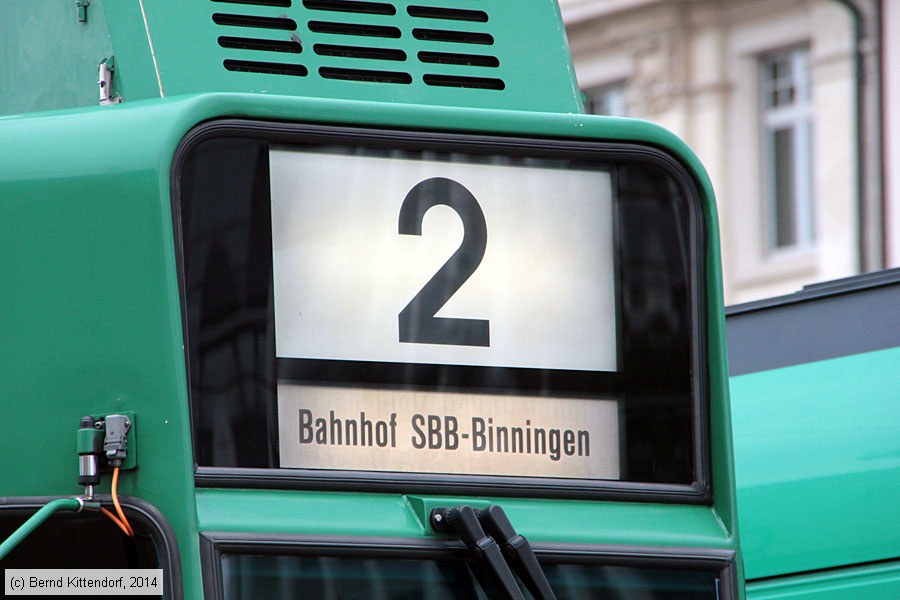 2
Bahnhof SBB-Binningen
(c) Bernd Kittendorf, 2014